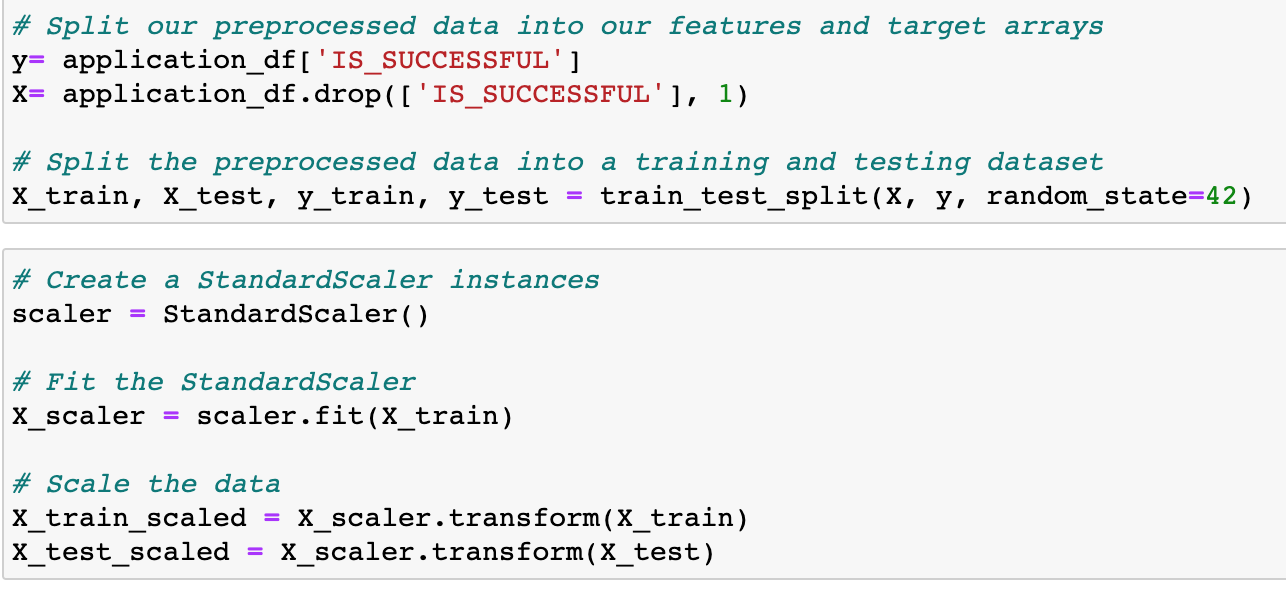 # Split our preprocessed data into our features and target arrays
y= application_df['IS_SUCCESSFUL']
X= application_df.drop(['IS_SUCCESSFUL'], 1)
# Split the preprocessed data into a training and testing dataset
X_train, X_test, y_train, y_test = train_test_split(X, y, random_state=42)
# Create a StandardScaler instances
scaler = StandardScaler()
# Fit the StandardScaler
X_scaler = scaler.fit(X_train)
# Scale the data
X_train_scaled = X_scaler.transform(X_train)
X_test_scaled = X_scaler.transform(X_test)